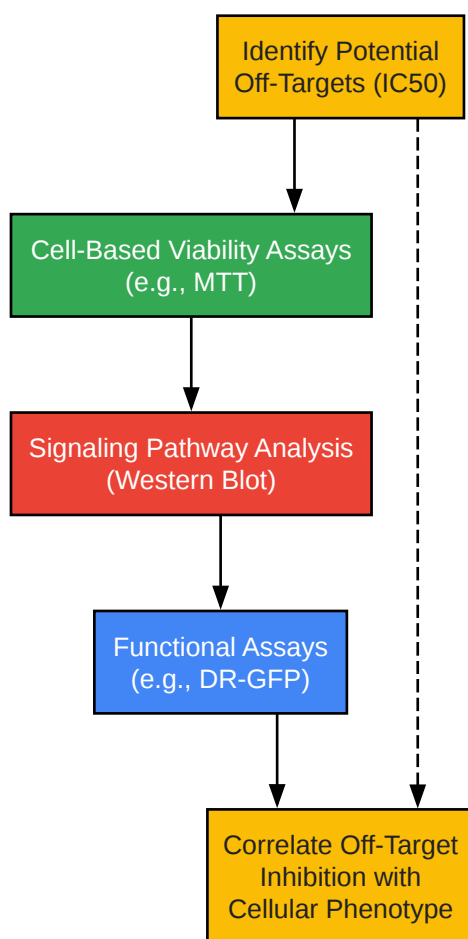 Identify Potential
Off-Targets (IC50)
Cell-Based Viability Assays
(e.g., MTT)
Signaling Pathway Analysis
(Western Blot)
Functional Assays
(e.g., DR-GFP)
Correlate Off-Target
Inhibition with
Cellular Phenotype